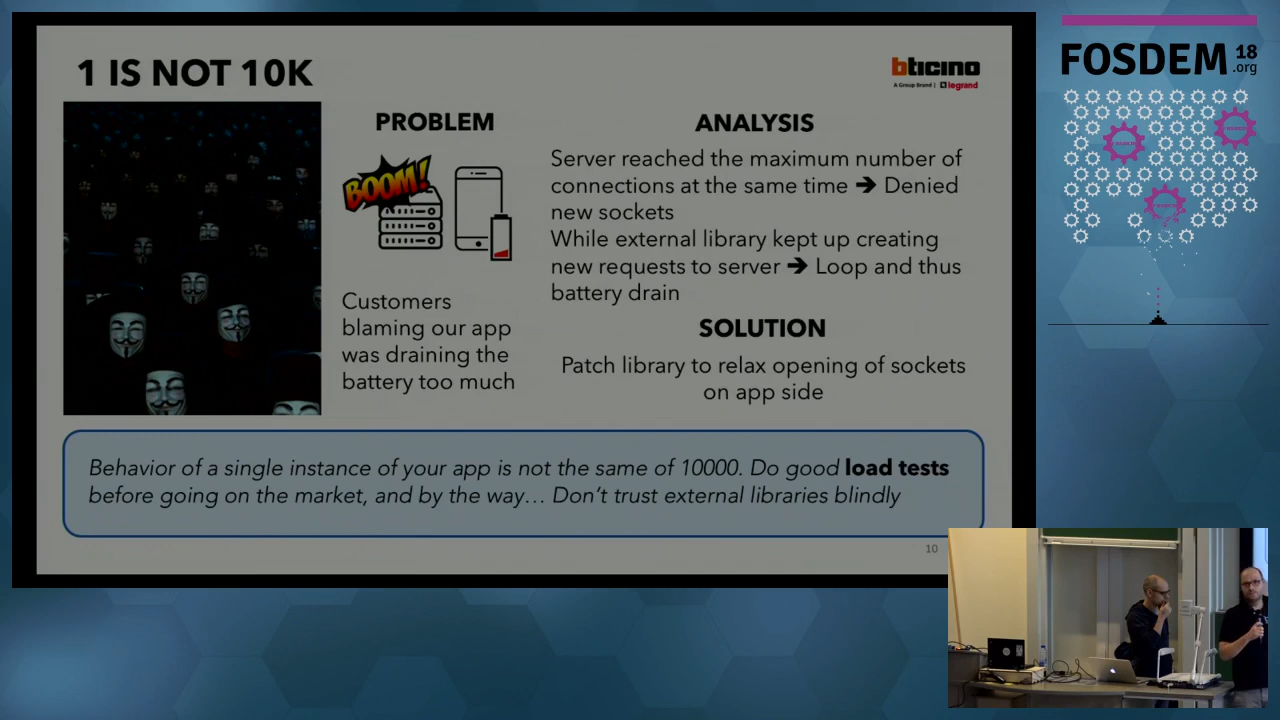 1 IS NOT 10K
bticino
A Group Brand | legrand
PROBLEM
BOOM!
Customers
blaming our app
was draining the
battery too much
ANALYSIS
Server reached the maximum number of
connections at the same time ➔ Denied
new sockets
While external library kept up creating
new requests to server ➔ Loop and thus
battery drain
SOLUTION
Patch library to relax opening of sockets
on app side
Behavior of a single instance of your app is not the same of 10000. Do good load tests
before going on the market, and by the way… Don't trust external libraries blindly
10
FOSDEM 18
.org